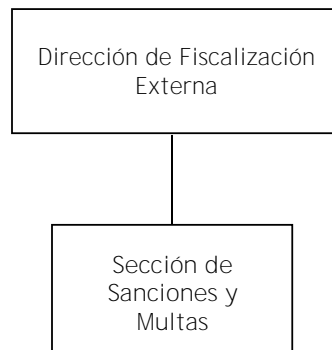 Dirección de Fiscalización
Externa
Sección de
Sanciones y
Multas